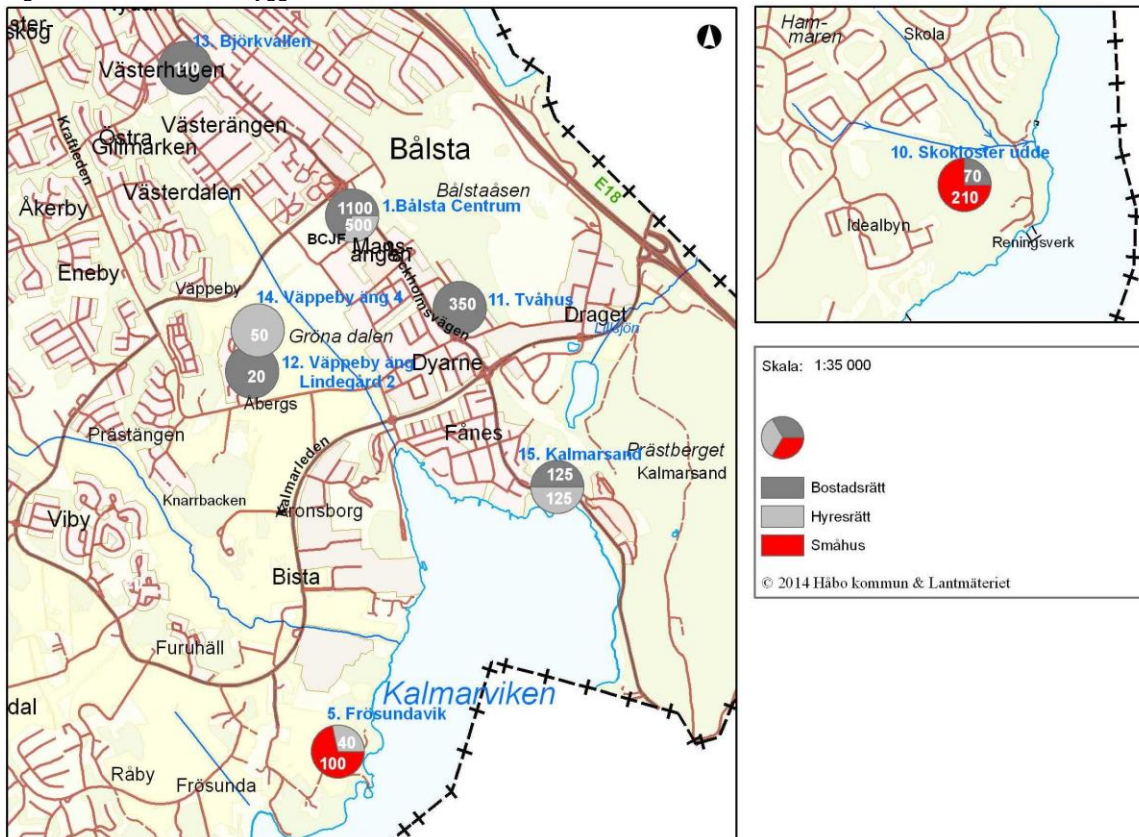 13. Björkvallen
Västerhagen
110
Västerängen
Östra
Gillmarken
Kraftleden
Västerdalen
Åkerby
Eneby
Bålsta
Bålstaåsen
E18
1100
500
1.Bålsta Centrum
BCJF
Väppeby
14. Väppeby äng 4
50
Gröna dalen
12. Väppeby äng
Lindegård 2
20
Åbergs
350
11. Tvåhus
Draget
Lillsjön
Dyarne
Fånes
Prästängen
Knarrbacken
Kalmarleden
Viby
15. Kalmarsand
125
125
Prästberget
Kalmarsand
Bista
Furuhäll
dal
Kalmarviken
5. Frösundavik
40
100
Råby
Frösunda
Ham-
maren
Skola
10. Skokloster udde
70
210
Idealbyn
Reningsverk
Skala: 1:35 000
Bostadsrätt
Hyresrätt
Småhus
© 2014 Håbo kommun & Lantmäteriet